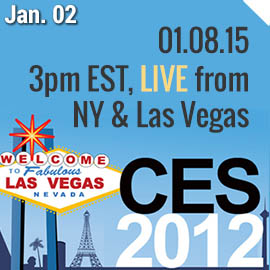 Jan. 02
01.08.15
3pm EST, LIVE from
NY & Las Vegas
WELCOME
TO Fabulous
LAS VEGAS
NEVADA
CES
2012